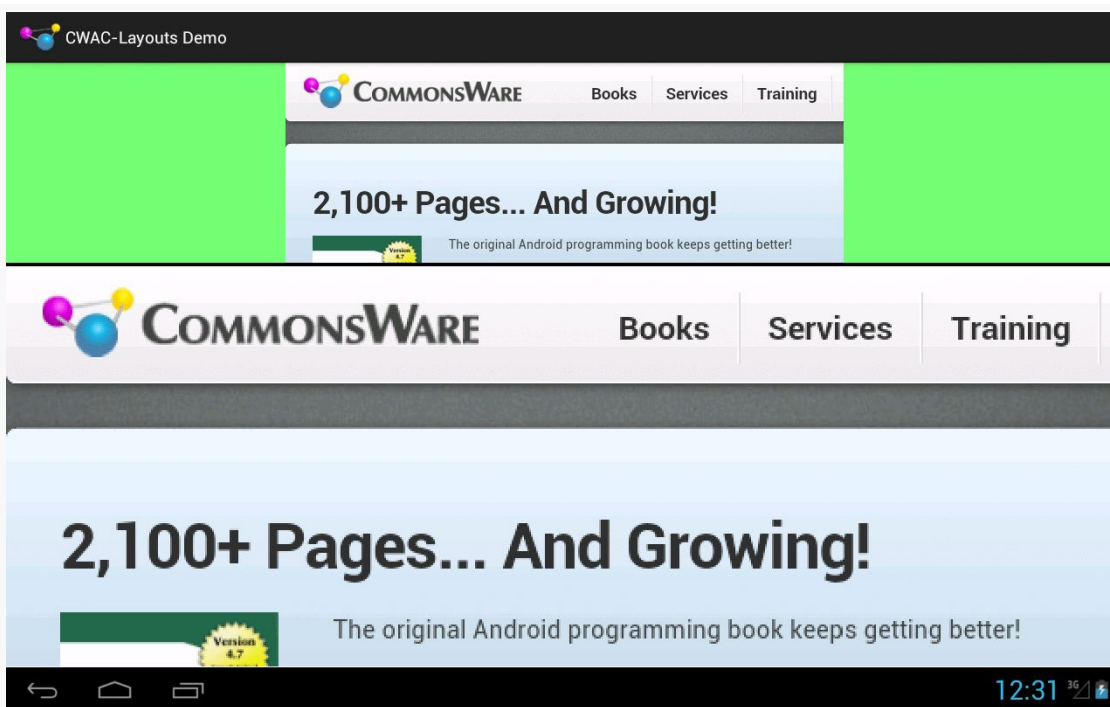 CWAC-Layouts Demo
COMMONSWARE Books Services Training
2,100+ Pages... And Growing!
The original Android programming book keeps getting better!
Version
4.7
COMMONSWARE Books Services Training
2,100+ Pages... And Growing!
The original Android programming book keeps getting better!
Version
4.7
12:31 3G